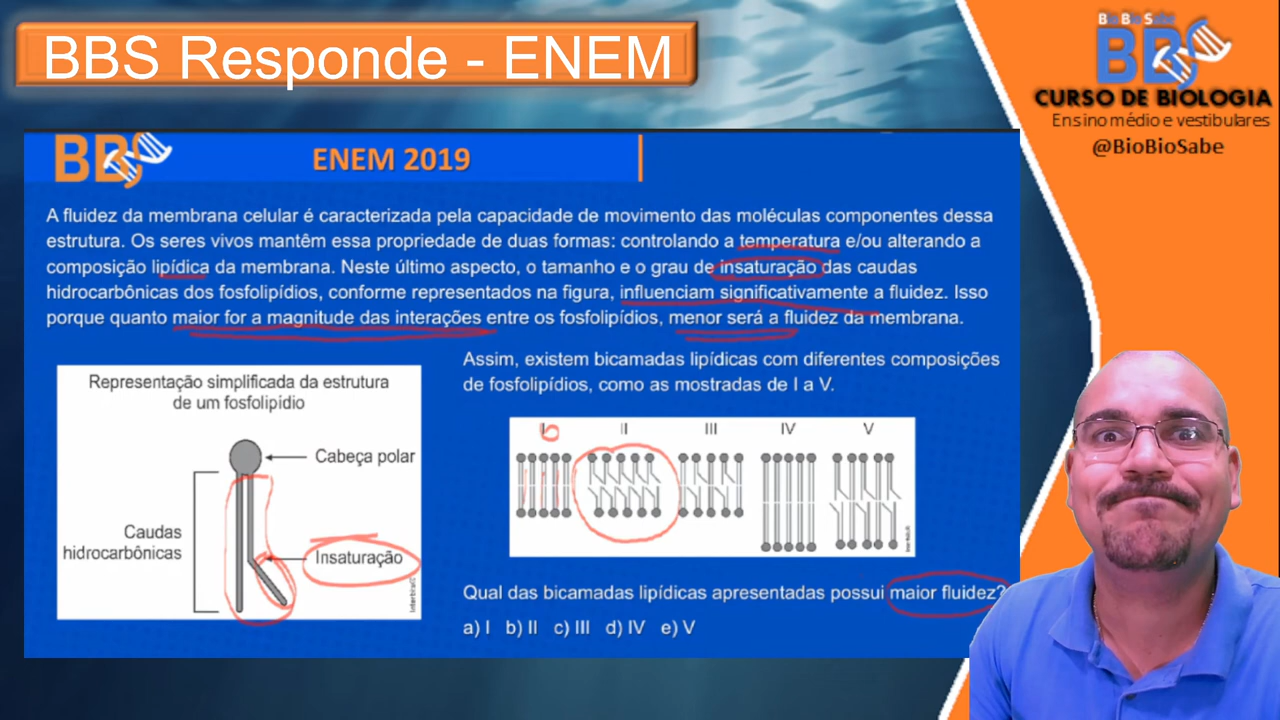 BBS Responde - ENEM
Bio Bio Sabe
BBS
CURSO DE BIOLOGIA
Ensino médio e vestibulares
@BioBioSabe
BBS
ENEM 2019
A fluidez da membrana celular é caracterizada pela capacidade de movimento das moléculas componentes dessa
estrutura. Os seres vivos mantêm essa propriedade de duas formas: controlando a temperatura e/ou alterando a
composição lipídica da membrana. Neste último aspecto, o tamanho e o grau de insaturação das caudas
hidrocarbônicas dos fosfolipídios, conforme representados na figura, influenciam significativamente a fluidez. Isso
porque quanto maior for a magnitude das interações entre os fosfolipídios, menor será a fluidez da membrana.
Representação simplificada da estrutura
de um fosfolipídio
Cabeça polar
Caudas
hidrocarbônicas
Insaturação
Assim, existem bicamadas lipídicas com diferentes composições
de fosfolipídios, como as mostradas de I a V.
I II III IV V
Qual das bicamadas lipídicas apresentadas possui maior fluidez?
a) I b) II c) III d) IV e) V